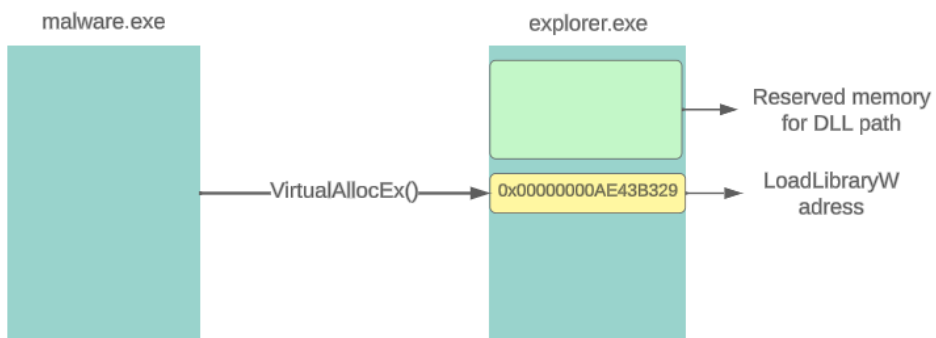 malware.exe
explorer.exe
Reserved memory
for DLL path
VirtualAllocEx()
0x00000000AE43B329
LoadLibraryW
adress